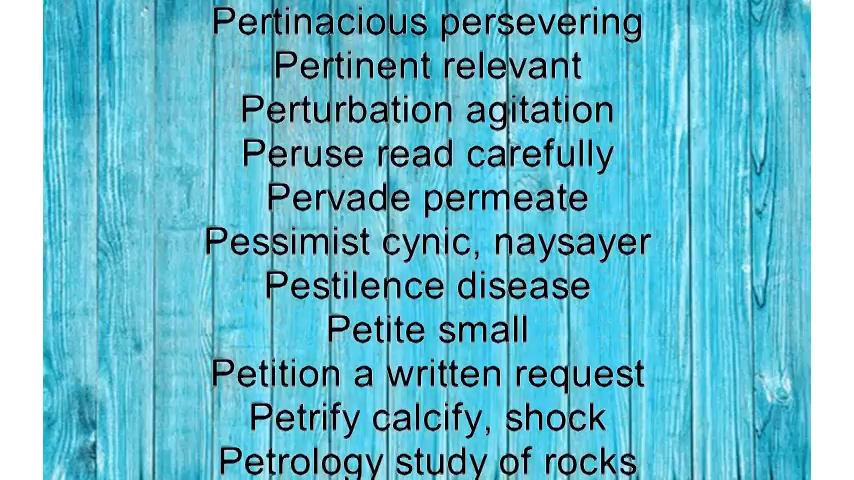 Pertinacious persevering
Pertinent relevant
Perturbation agitation
Peruse read carefully
Pervade permeate
Pessimist cynic, naysayer
Pestilence disease
Petite small
Petition a written request
Petrify calcify, shock
Petrology study of rocks